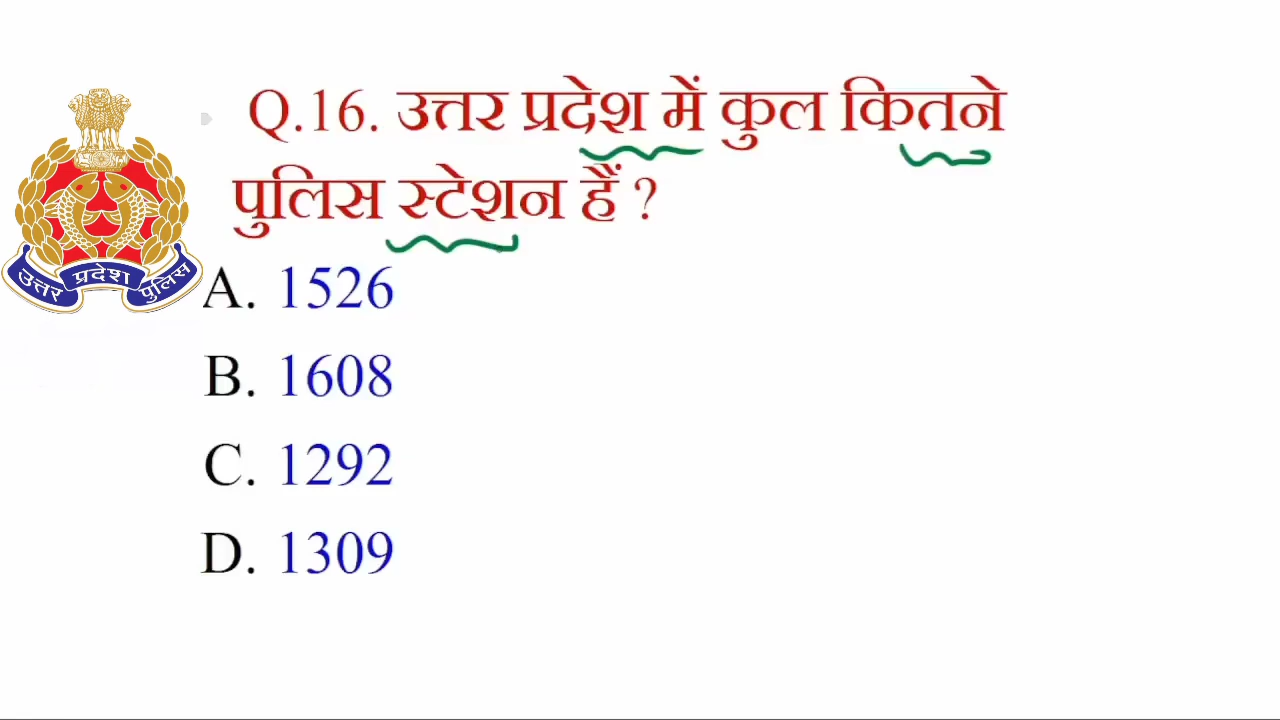 Q.16. उत्तर प्रदेश में कुल कितने
पुलिस स्टेशन हैं ?
उत्तर प्रदेश पुलिस
A. 1526
B. 1608
C. 1292
D. 1309